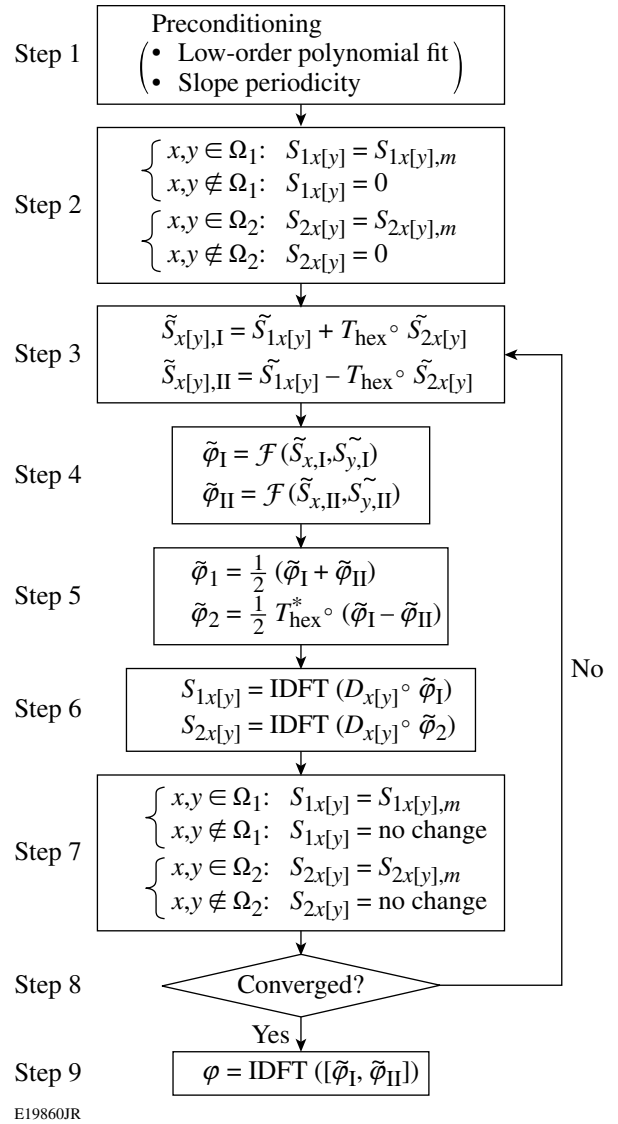 Step 1
Preconditioning
• Low-order polynomial fit
• Slope periodicity
Step 2
x,y ∈ Ω₁: S₁ₓ[y] = S₁ₓ[y],m
x,y ∉ Ω₁: S₁ₓ[y] = 0
x,y ∈ Ω₂: S₂ₓ[y] = S₂ₓ[y],m
x,y ∉ Ω₂: S₂ₓ[y] = 0
Step 3
S̃x[y],I = S̃1x[y] + Thex ∘ S̃2x[y]
S̃x[y],II = S̃1x[y] – Thex ∘ S̃2x[y]
Step 4
φ̃I = ℱ (S̃x,I,S̃y,I)
φ̃II = ℱ (S̃x,II,S̃y,II)
Step 5
φ̃1 = 1/2 (φ̃I + φ̃II)
φ̃2 = 1/2 T*hex ∘ (φ̃I – φ̃II)
Step 6
S1x[y] = IDFT (Dx[y] ∘ φ̃I)
S2x[y] = IDFT (Dx[y] ∘ φ̃2)
Step 7
x,y ∈ Ω₁: S₁ₓ[y] = S₁ₓ[y],m
x,y ∉ Ω₁: S₁ₓ[y] = no change
x,y ∈ Ω₂: S₂ₓ[y] = S₂ₓ[y],m
x,y ∉ Ω₂: S₂ₓ[y] = no change
Step 8
Converged?
No
Yes
Step 9
φ = IDFT ([φ̃I, φ̃II])
E19860JR